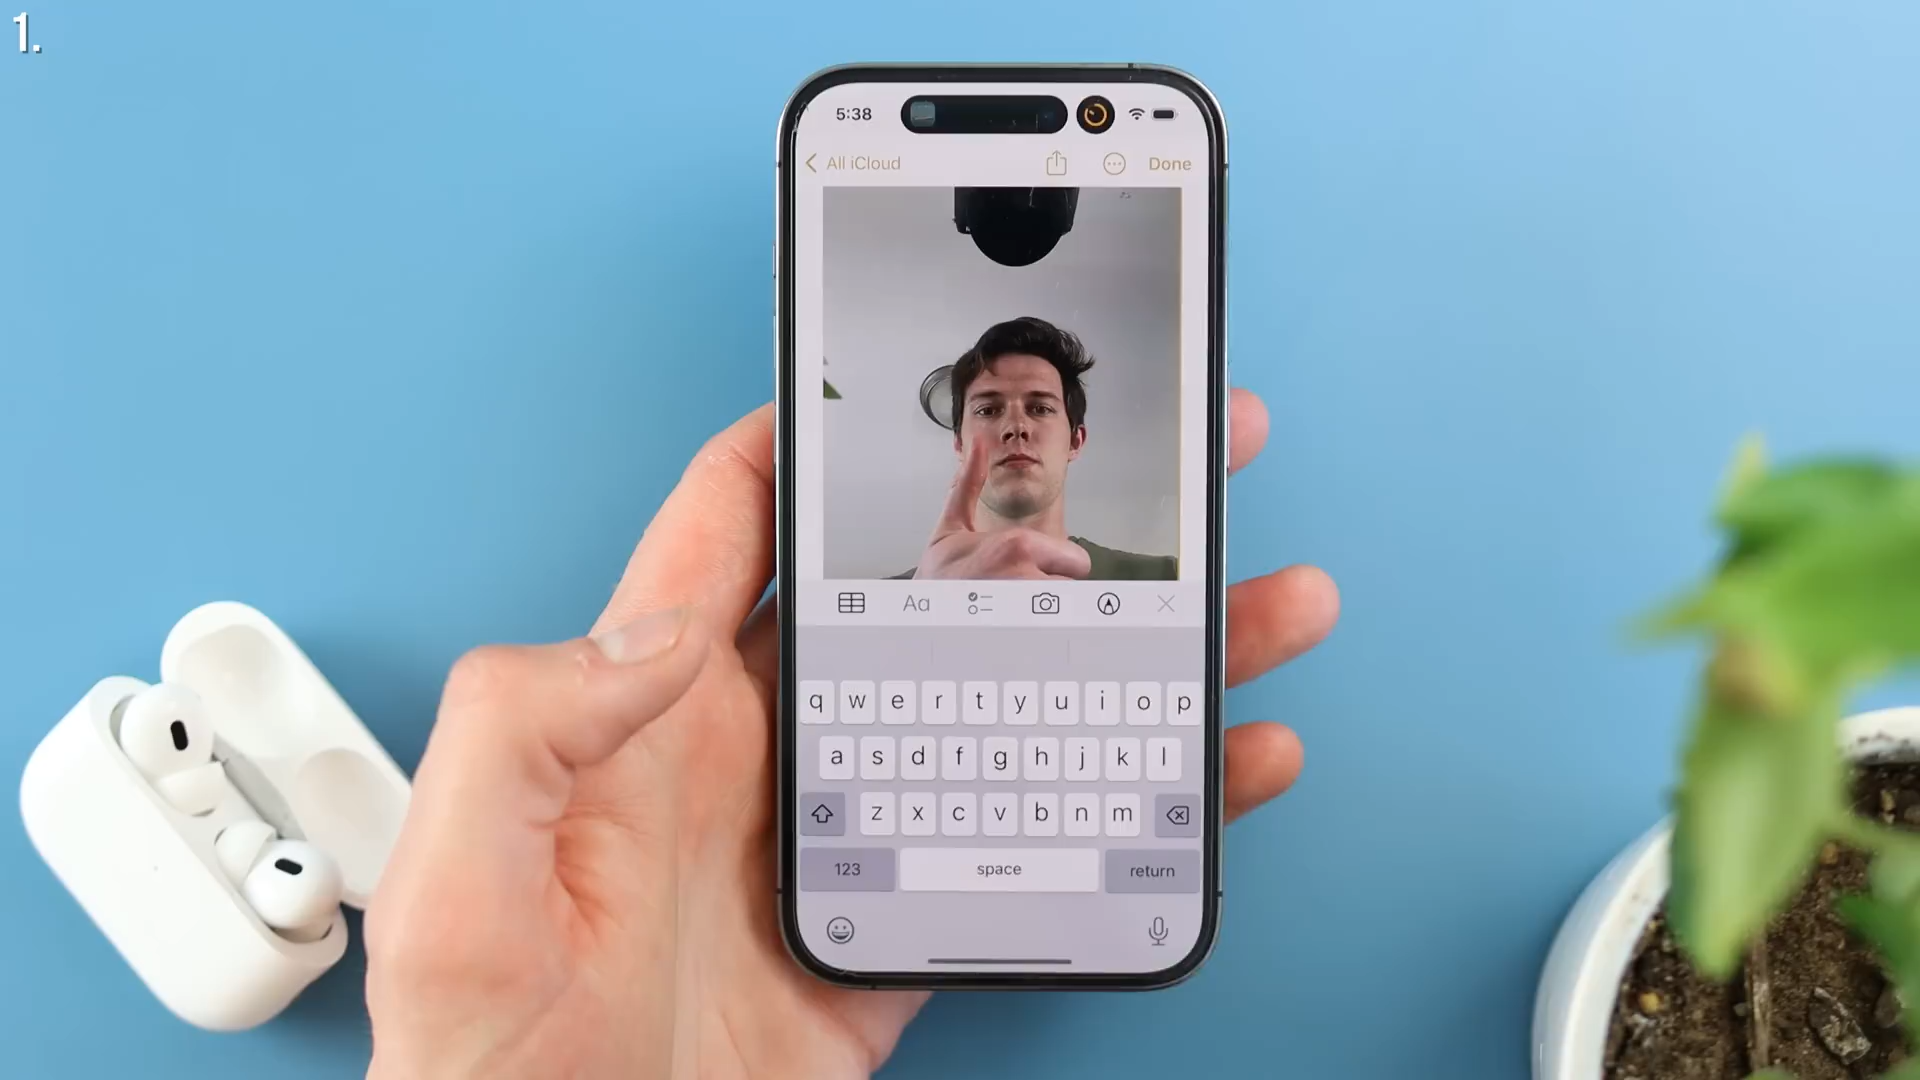 1.
5:38
All iCloud
Done
Aa
q w e r t y u i o p
a s d f g h j k l
z x c v b n m
123 space return